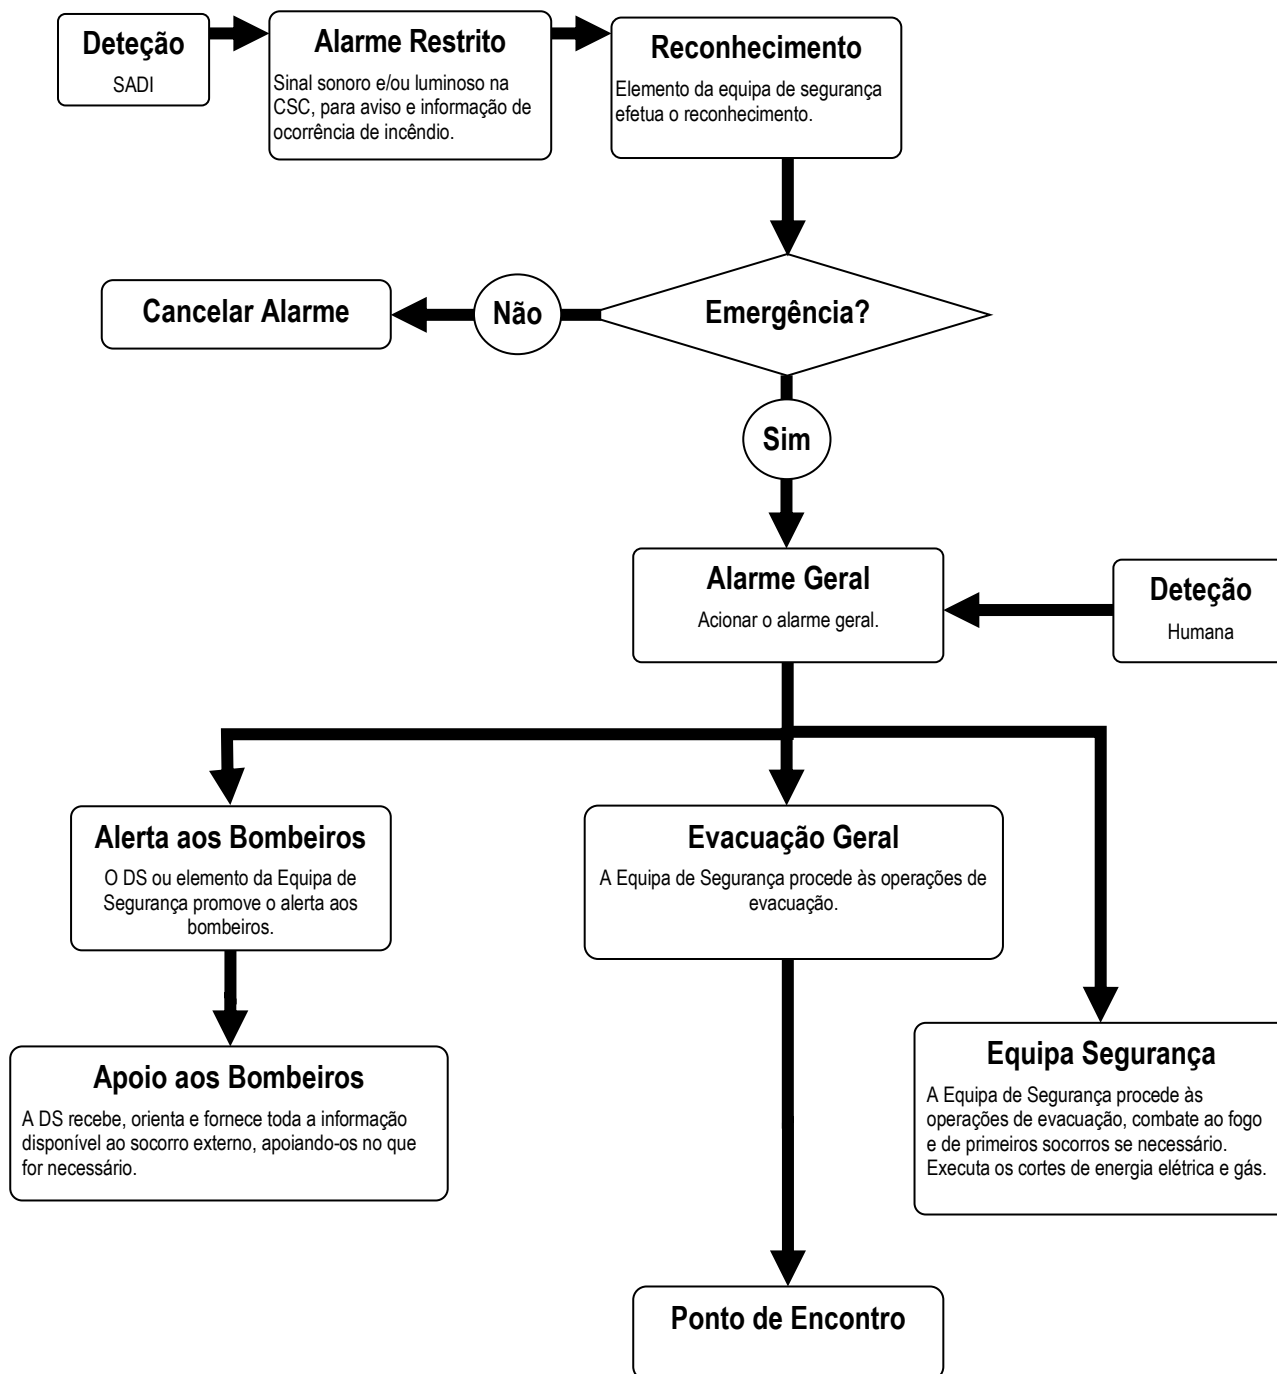 Deteção
SADI
Alarme Restrito
Sinal sonoro e/ou luminoso na
CSC, para aviso e informação de
ocorrência de incêndio.
Reconhecimento
Elemento da equipa de segurança
efetua o reconhecimento.
Emergência?
Não
Cancelar Alarme
Sim
Alarme Geral
Acionar o alarme geral.
Deteção
Humana
Alerta aos Bombeiros
O DS ou elemento da Equipa de
Segurança promove o alerta aos
bombeiros.
Evacuação Geral
A Equipa de Segurança procede às operações de
evacuação.
Apoio aos Bombeiros
A DS recebe, orienta e fornece toda a informação
disponível ao socorro externo, apoiando-os no que
for necessário.
Equipa Segurança
A Equipa de Segurança procede às
operações de evacuação, combate ao fogo
e de primeiros socorros se necessário.
Executa os cortes de energia elétrica e gás.
Ponto de Encontro